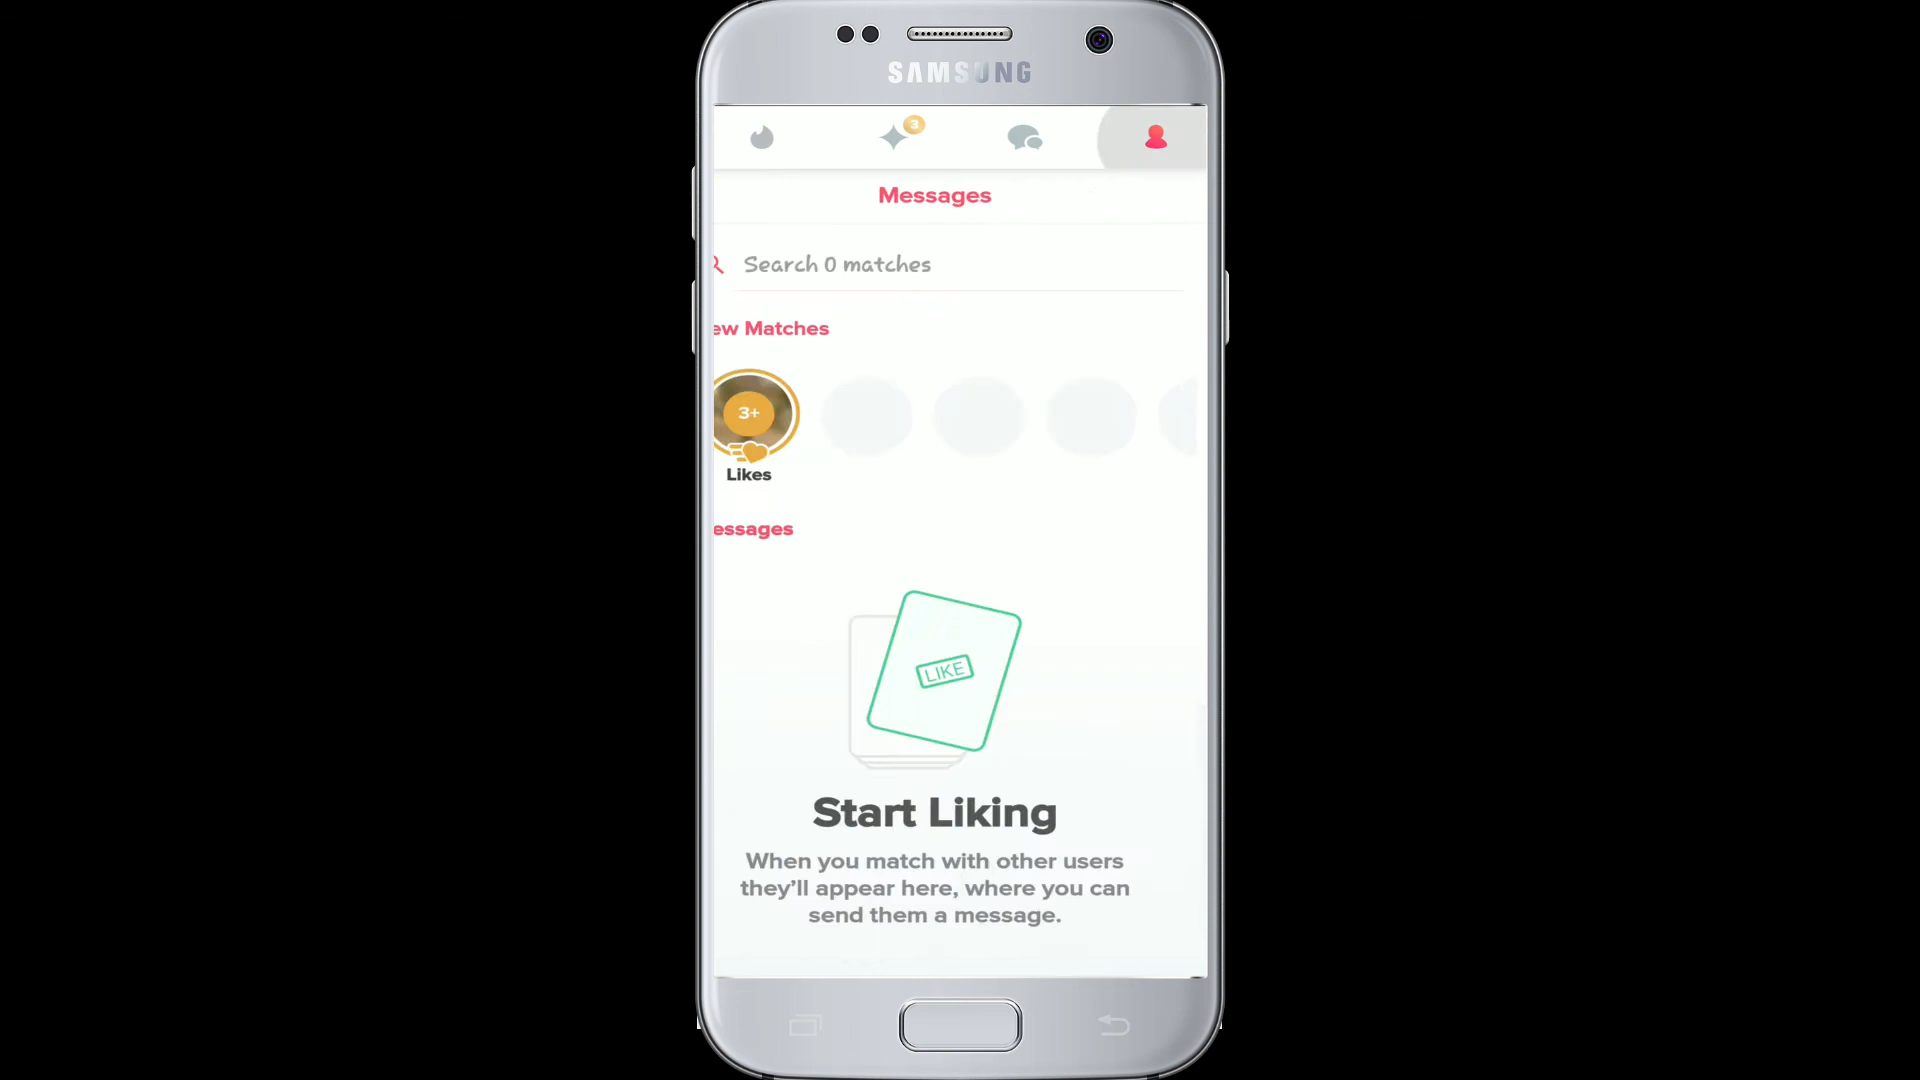 SAMSUNG
3
Messages
Search 0 matches
ew Matches
3+
Likes
essages
LIKE
Start Liking
When you match with other users
they'll appear here, where you can
send them a message.